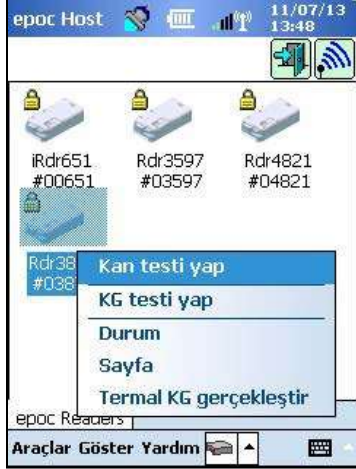 epoc Host
11/07/13
13:48
iRdr651
#00651
Rdr3597
#03597
Rdr4821
#04821
Rdr38
#038
Kan testi yap
KG testi yap
Durum
Sayfa
Termal KG gerçekleştir
epoc Readers
Araçlar Göster Yardım